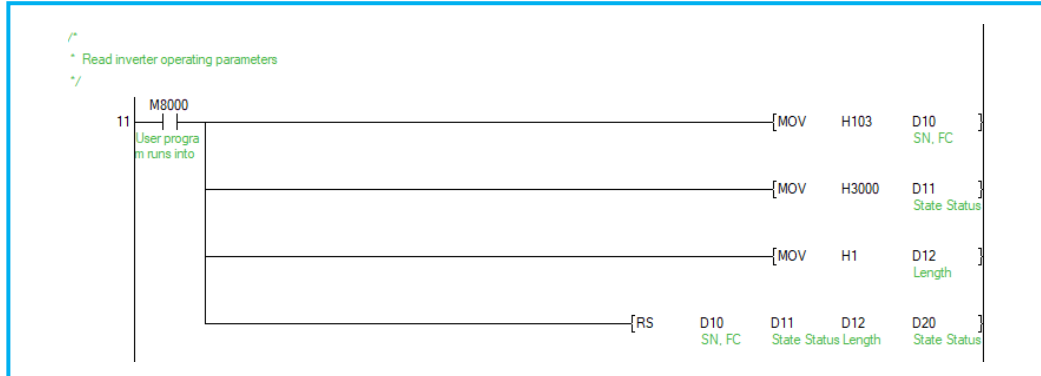 /*
* Read inverter operating parameters
*/
M8000
11 [MOV H103 D10 ]
User progra SN, FC
m runs into
[MOV H3000 D11 ]
State Status
[MOV H1 D12 ]
Length
[RS D10 D11 D12 D20 ]
SN, FC State Status Length State Status